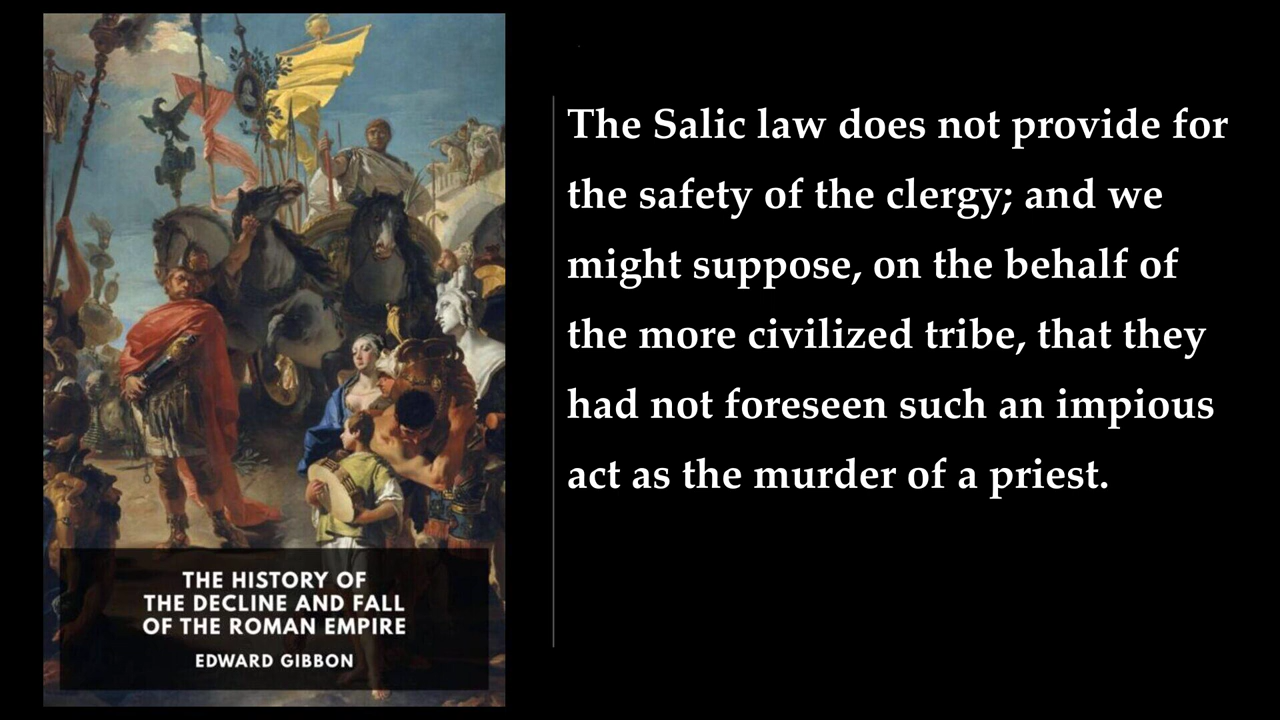 THE HISTORY OF
THE DECLINE AND FALL
OF THE ROMAN EMPIRE
EDWARD GIBBON
The Salic law does not provide for
the safety of the clergy; and we
might suppose, on the behalf of
the more civilized tribe, that they
had not foreseen such an impious
act as the murder of a priest.